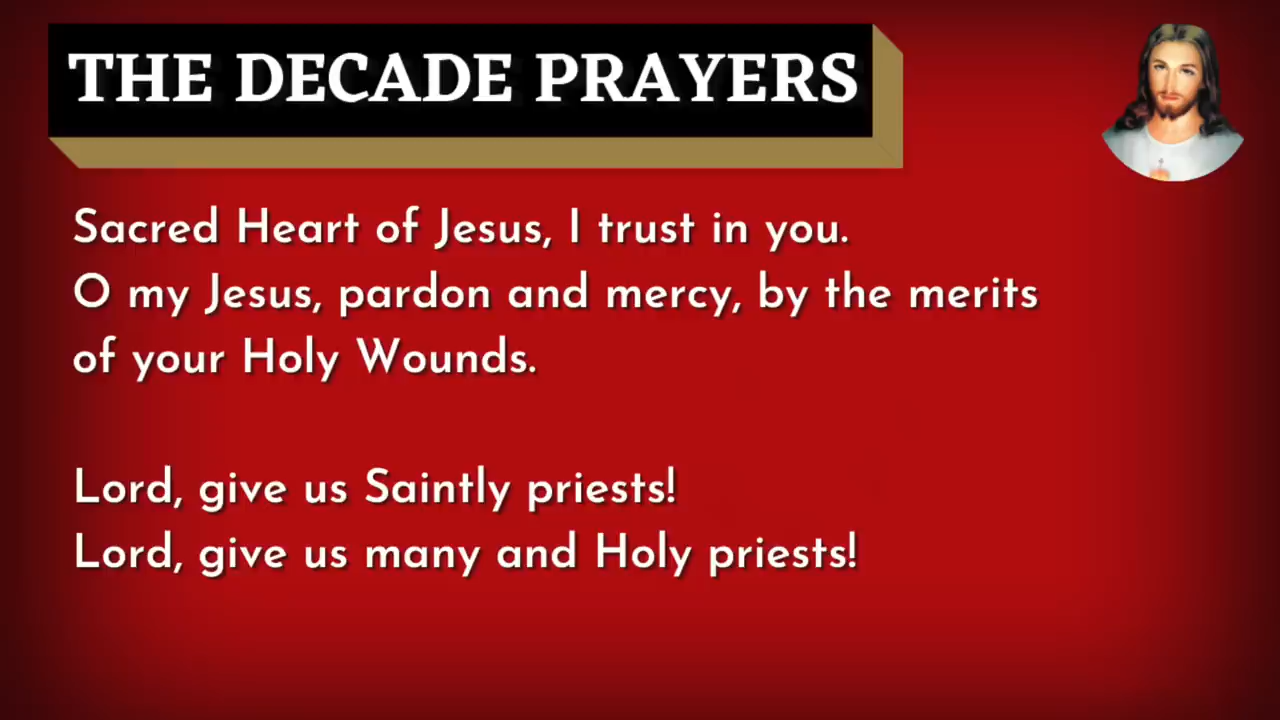 THE DECADE PRAYERS
Sacred Heart of Jesus, I trust in you.
O my Jesus, pardon and mercy, by the merits
of your Holy Wounds.
Lord, give us Saintly priests!
Lord, give us many and Holy priests!